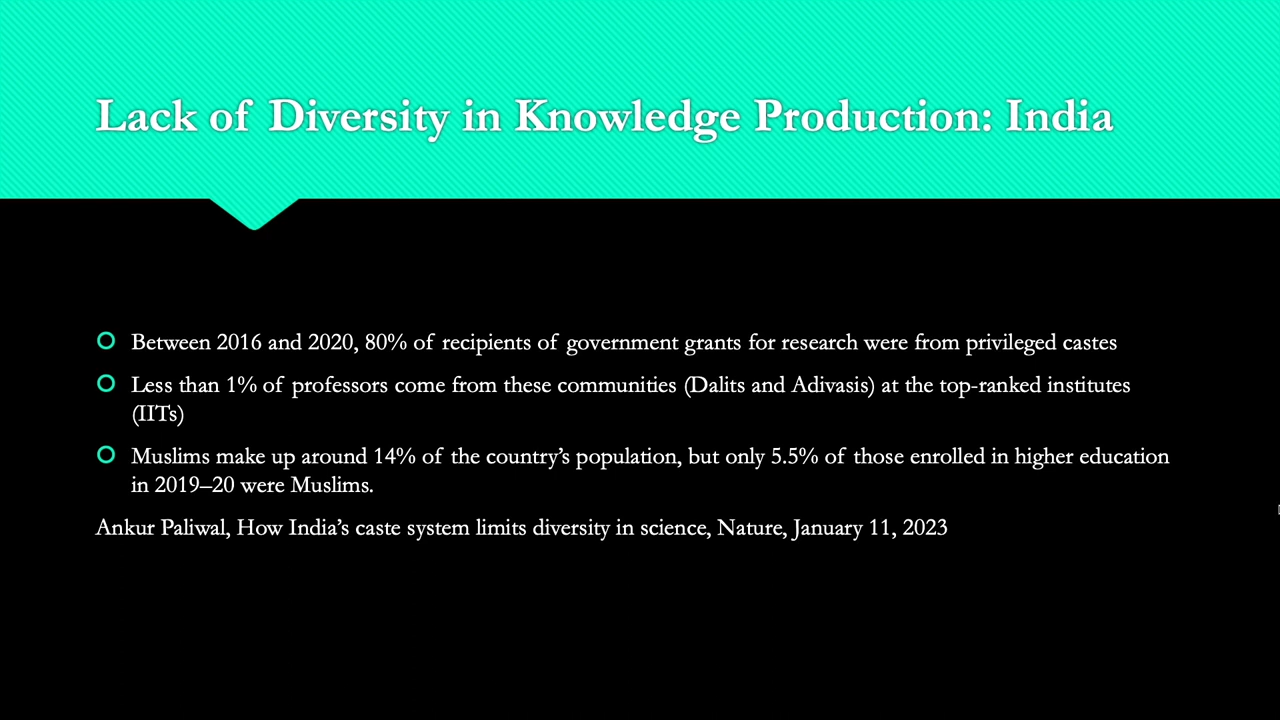 Lack of Diversity in Knowledge Production: India
Between 2016 and 2020, 80% of recipients of government grants for research were from privileged castes
Less than 1% of professors come from these communities (Dalits and Adivasis) at the top-ranked institutes
(IITs)
Muslims make up around 14% of the country’s population, but only 5.5% of those enrolled in higher education
in 2019–20 were Muslims.
Ankur Paliwal, How India’s caste system limits diversity in science, Nature, January 11, 2023